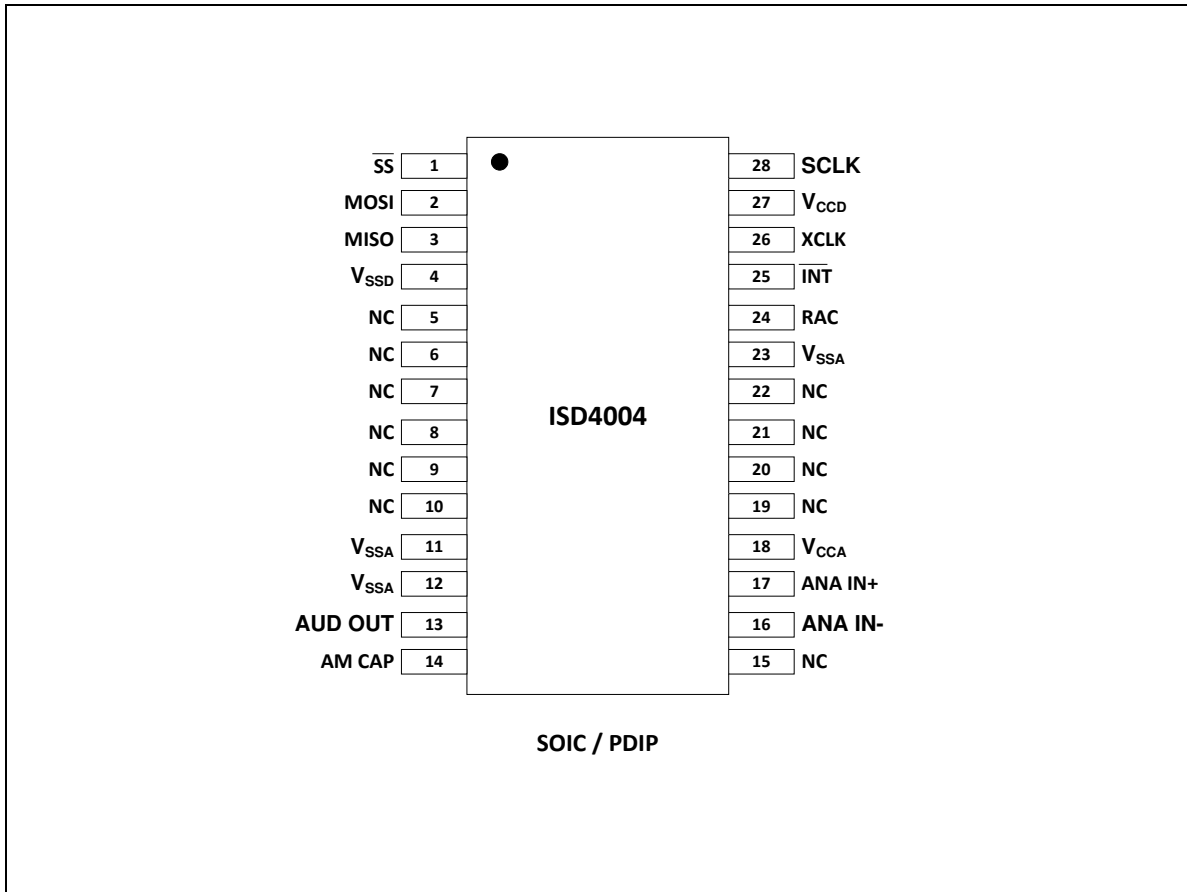 S̅S̅ 1 28 SCLK
MOSI 2 27 VCCD
MISO 3 26 XCLK
VSSD 4 25 I̅N̅T̅
NC 5 24 RAC
NC 6 23 VSSA
NC 7 22 NC
ISD4004
NC 8 21 NC
NC 9 20 NC
NC 10 19 NC
VSSA 11 18 VCCA
VSSA 12 17 ANA IN+
AUD OUT 13 16 ANA IN-
AM CAP 14 15 NC
SOIC / PDIP